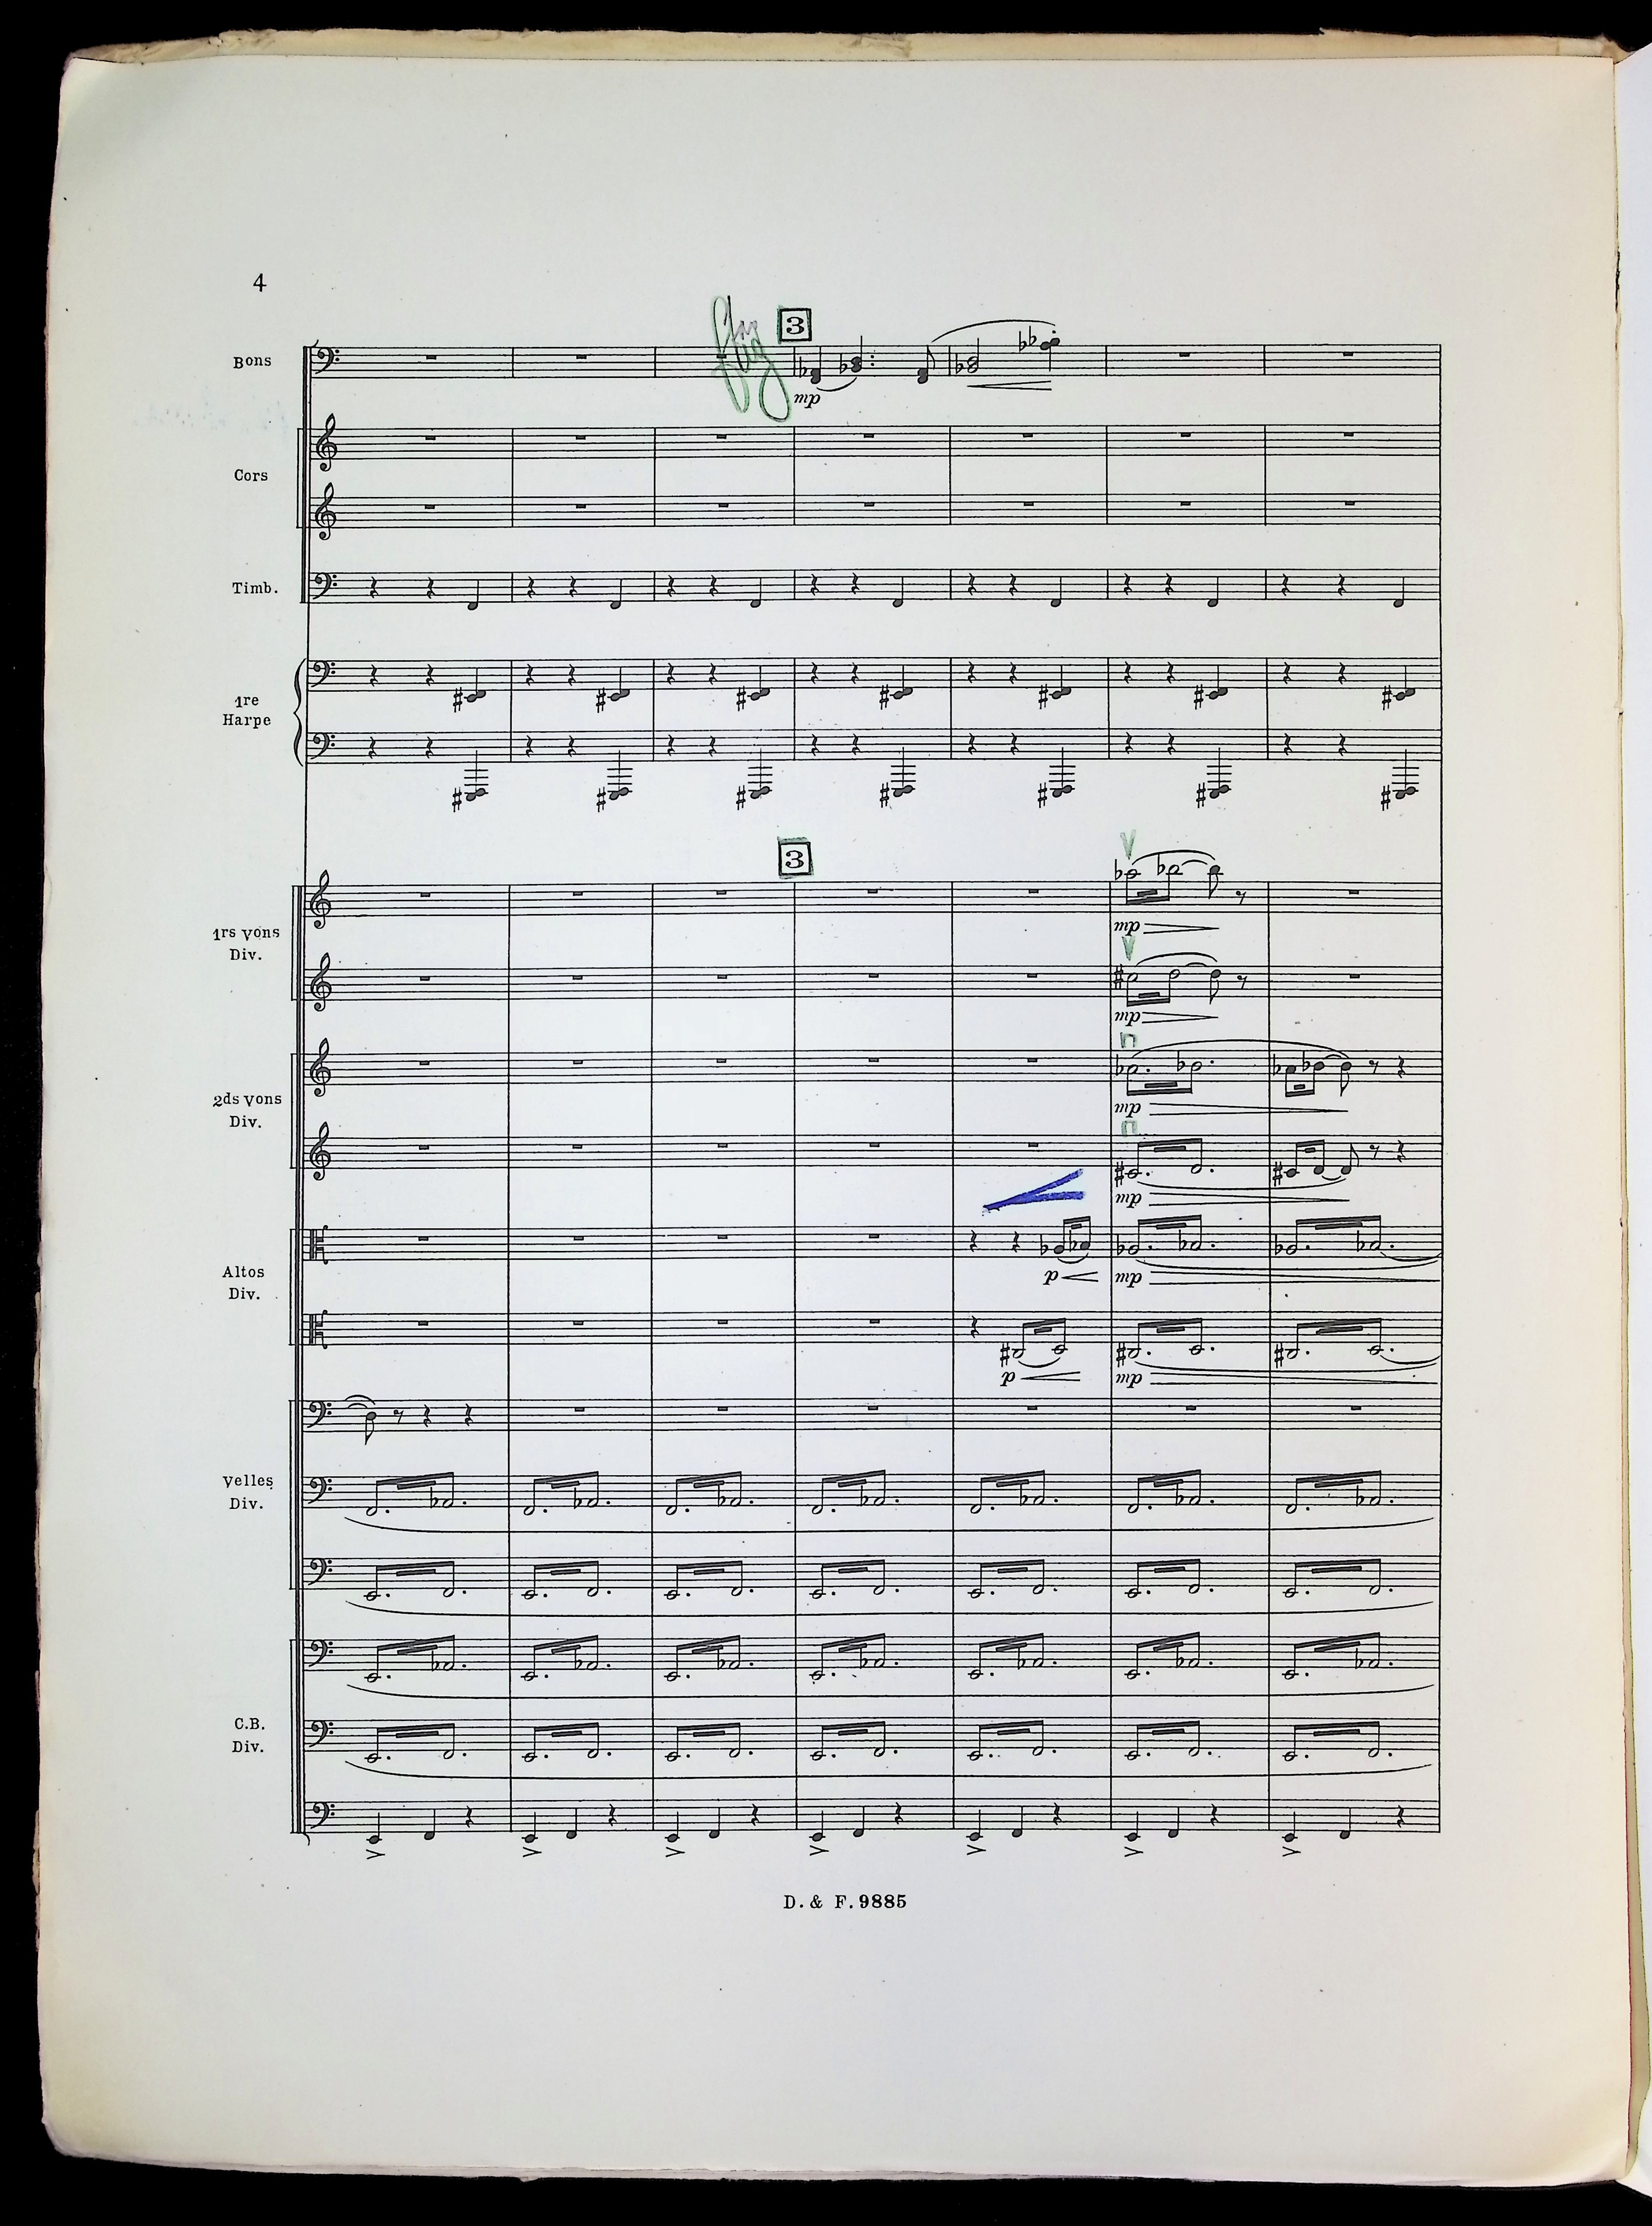 4
3
Bons
mp
Cors
Timb.
1re
Harpe
3
1rs vons
Div.
mp
mp
2ds vons
Div.
mp
mp
Altos
Div.
p mp
p mp
velles
Div.
C.B.
Div.
D. & F. 9885